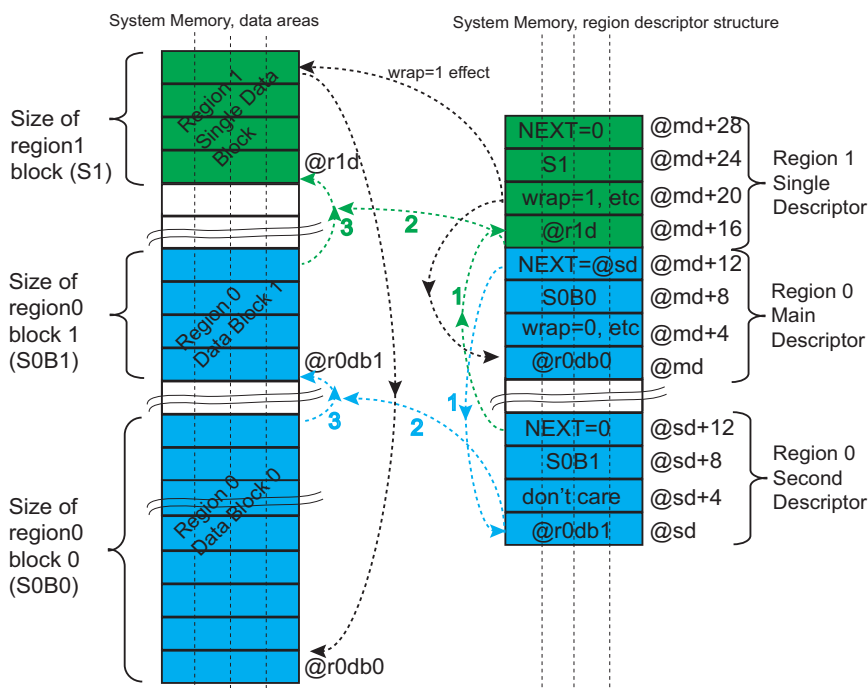 System Memory, data areas
System Memory, region descriptor structure
Size of
region1
block (S1)
Region 1
Single Data
Block
@r1d
wrap=1 effect
3
2
Size of
region0
block 1
(S0B1)
Region 0
Data Block 1
@r0db1
3
2
Size of
region0
block 0
(S0B0)
Region 0
Data Block 0
@r0db0
NEXT=0
@md+28
S1
@md+24
wrap=1, etc
@md+20
@r1d
@md+16
Region 1
Single
Descriptor
NEXT=@sd
@md+12
S0B0
@md+8
wrap=0, etc
@md+4
@r0db0
@md
Region 0
Main
Descriptor
1
1
NEXT=0
@sd+12
S0B1
@sd+8
don't care
@sd+4
@r0db1
@sd
Region 0
Second
Descriptor